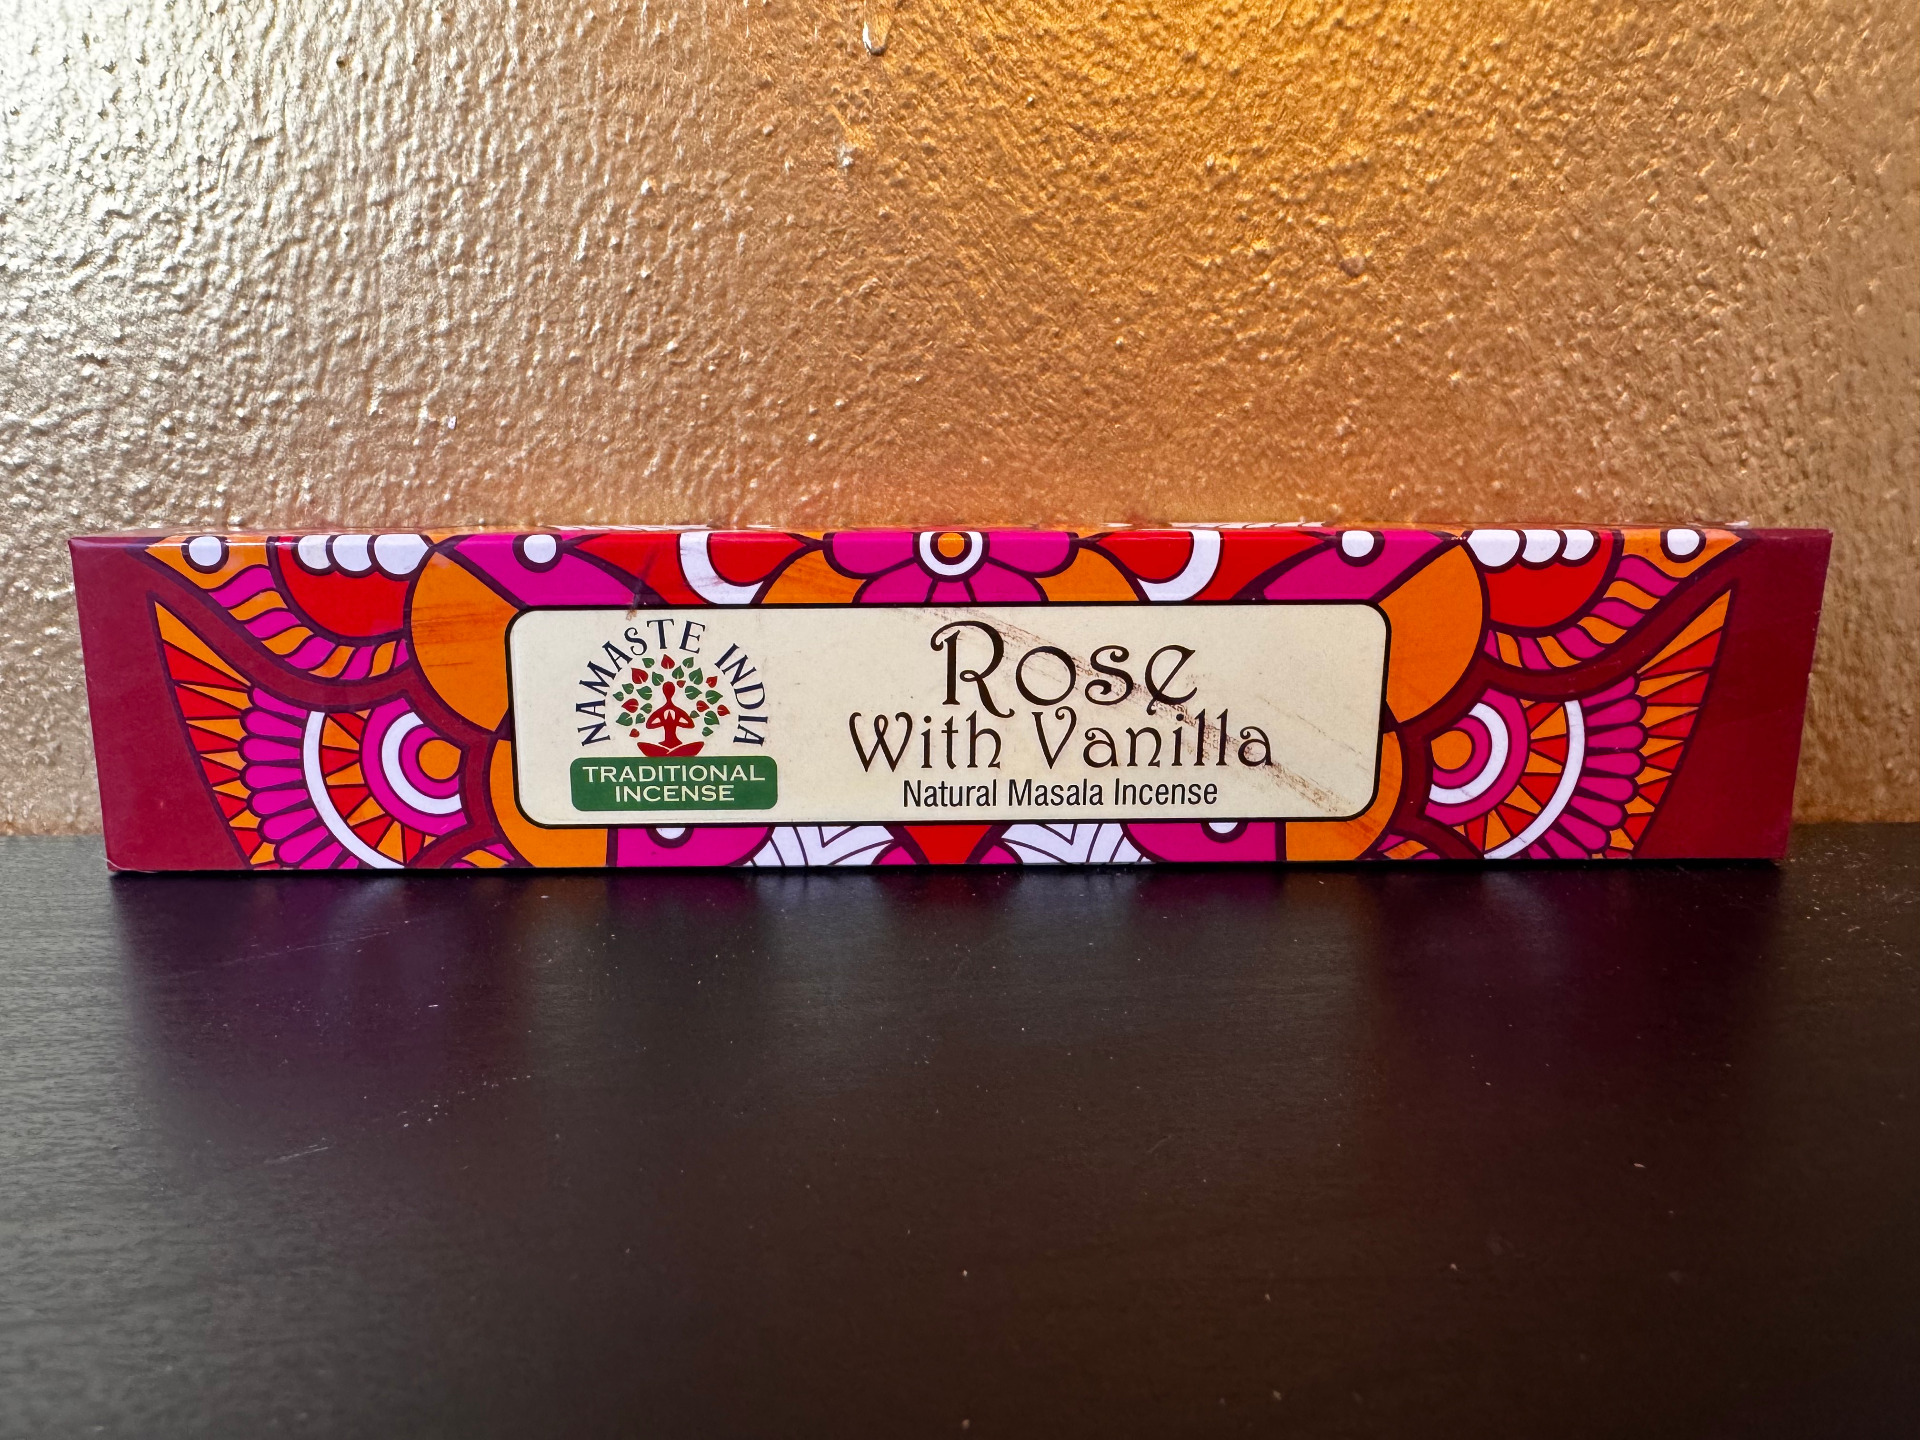 NAMASTE INDIA
TRADITIONAL
INCENSE
Rose
With Vanilla
Natural Masala Incense